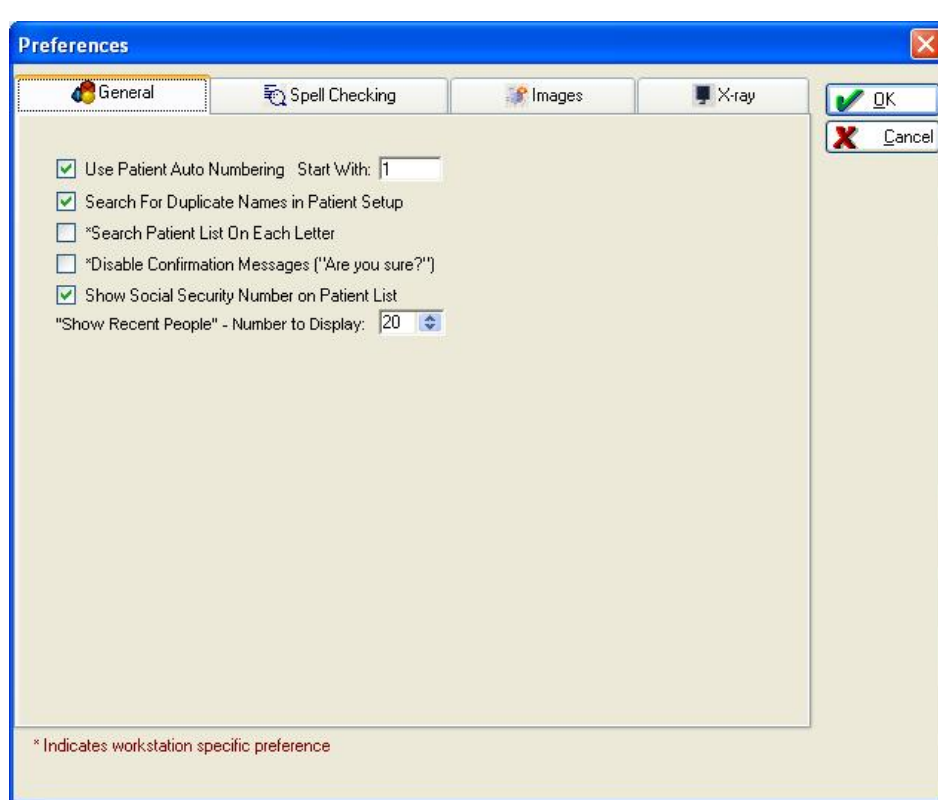 Preferences
General Spell Checking Images X-ray
OK
Cancel
Use Patient Auto Numbering Start With: 1
Search For Duplicate Names in Patient Setup
*Search Patient List On Each Letter
*Disable Confirmation Messages ("Are you sure?")
Show Social Security Number on Patient List
"Show Recent People" - Number to Display: 20
* Indicates workstation specific preference